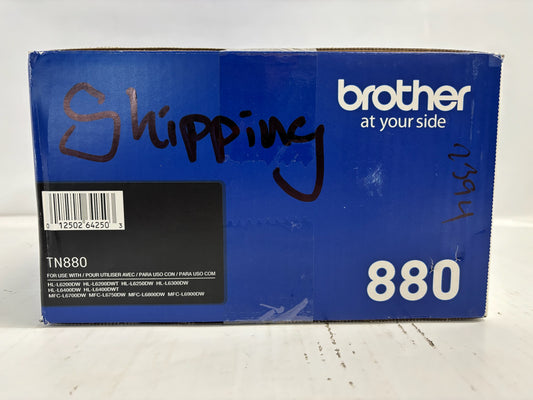 Shipping
brother
at your side
0 12502 64250 3
TN880
FOR USE WITH / POUR UTILISER AVEC / PARA USO CON / PARA USO COM
HL-L6200DW HL-L6200DWT HL-L6250DW HL-L6300DW
HL-L6400DW HL-L6400DWT
MFC-L6700DW MFC-L6750DW MFC-L6800DW MFC-L6900DW
880